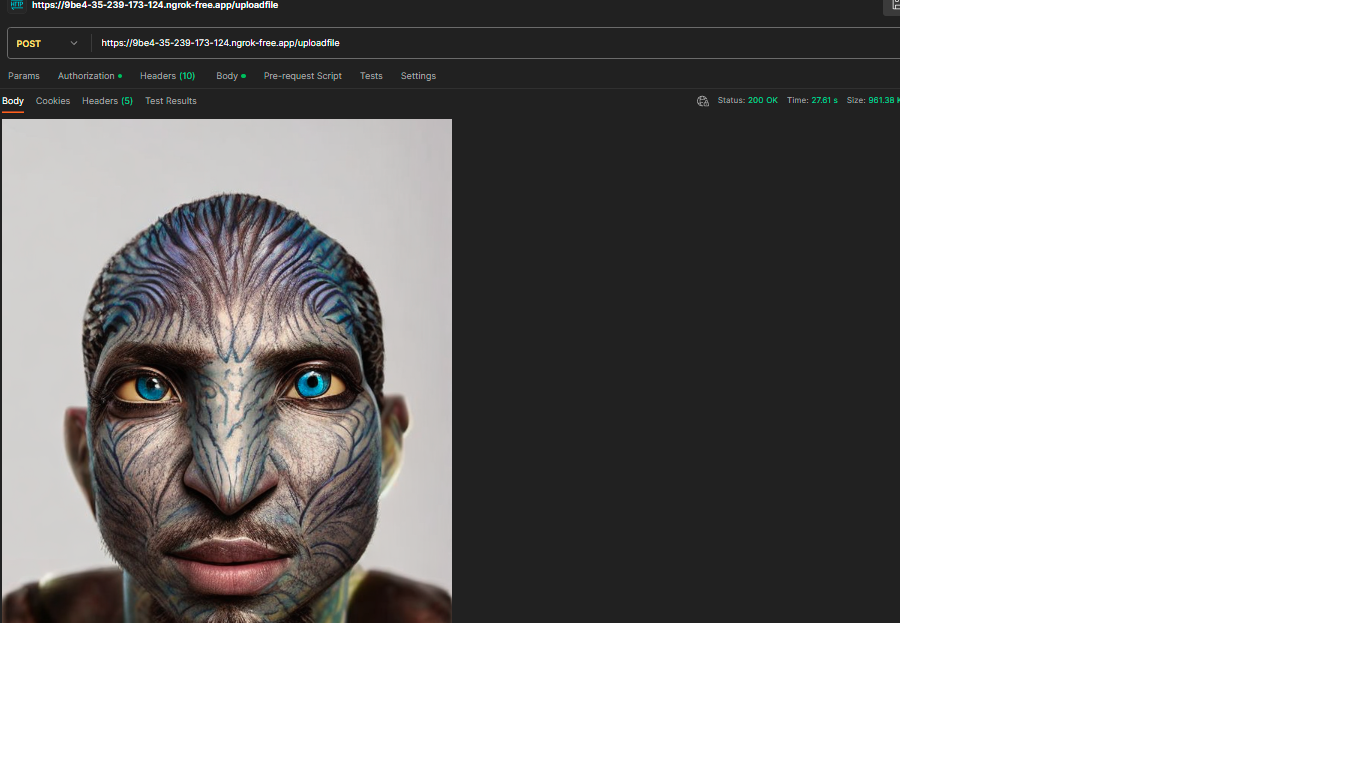 HTTP
https://9be4-35-239-173-124.ngrok-free.app/uploadfile
POST https://9be4-35-239-173-124.ngrok-free.app/uploadfile
Params Authorization Headers (10) Body Pre-request Script Tests Settings
Body Cookies Headers (5) Test Results Status: 200 OK Time: 27.61 s Size: 961.38